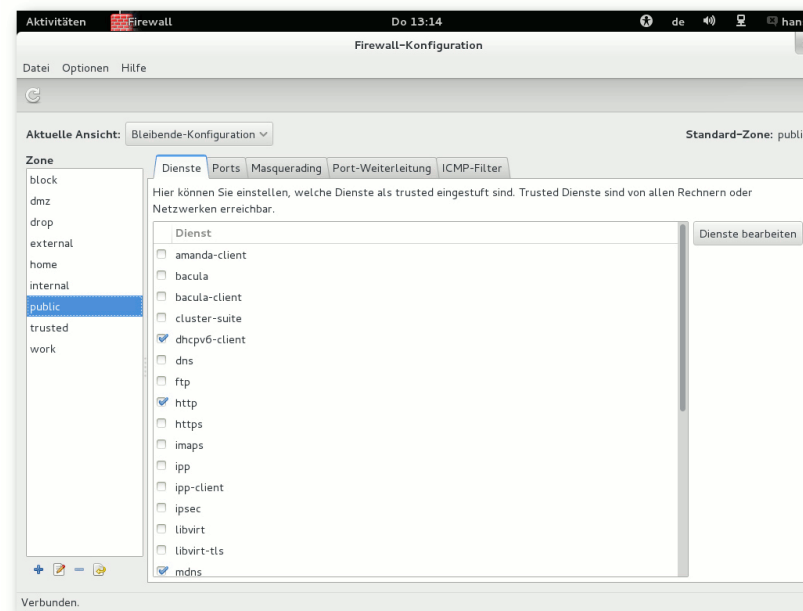 Aktivitäten Firewall Do 13:14 de han
Firewall-Konfiguration
Datei Optionen Hilfe
Aktuelle Ansicht: Bleibende-Konfiguration Standard-Zone: publi
Zone
block
dmz
drop
external
home
internal
public
trusted
work
Dienste Ports Masquerading Port-Weiterleitung ICMP-Filter
Hier können Sie einstellen, welche Dienste als trusted eingestuft sind. Trusted Dienste sind von allen Rechnern oder
Netzwerken erreichbar.
Dienst
amanda-client
bacula
bacula-client
cluster-suite
dhcpv6-client
dns
ftp
http
https
imaps
ipp
ipp-client
ipsec
libvirt
libvirt-tls
mdns
Dienste bearbeiten
Verbunden.